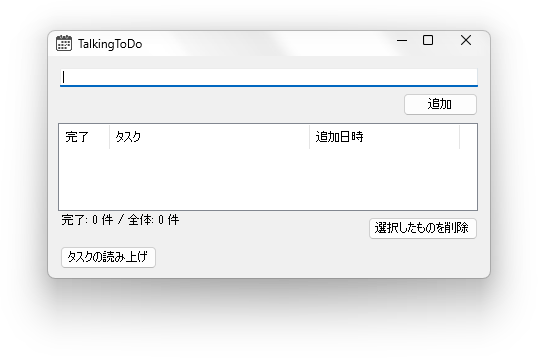 TalkingToDo
追加
完了 タスク 追加日時
完了: 0 件 / 全体: 0 件
選択したものを削除
タスクの読み上げ